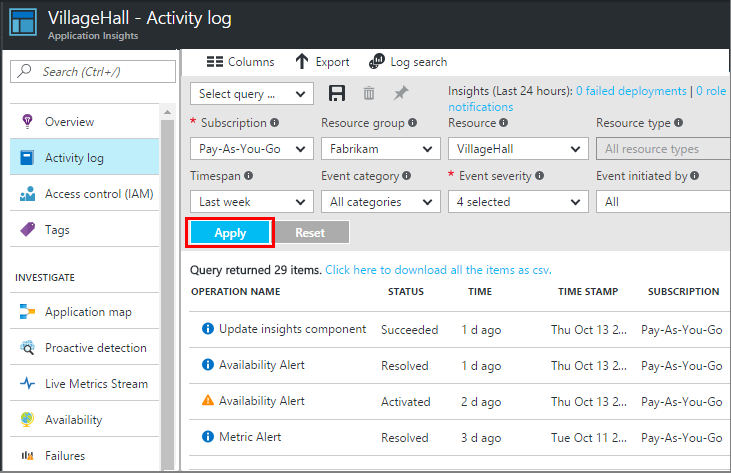 VillageHall - Activity log
Application Insights
Search (Ctrl+/)
Overview
Activity log
Access control (IAM)
Tags
INVESTIGATE
Application map
Proactive detection
Live Metrics Stream
Availability
Failures
Columns Export Log search
Select query ... Insights (Last 24 hours): 0 failed deployments | 0 role
notifications
* Subscription Resource group Resource Resource type
Pay-As-You-Go Fabrikam VillageHall All resource types
Timespan Event category * Event severity Event initiated by
Last week All categories 4 selected All
Apply Reset
Query returned 29 items. Click here to download all the items as csv.
OPERATION NAME STATUS TIME TIME STAMP SUBSCRIPTION
Update insights component Succeeded 1 d ago Thu Oct 13 2... Pay-As-You-Go
Availability Alert Resolved 1 d ago Thu Oct 13 2... Pay-As-You-Go
Availability Alert Activated 2 d ago Thu Oct 13 2... Pay-As-You-Go
Metric Alert Resolved 3 d ago Tue Oct 11 2... Pay-As-You-Go